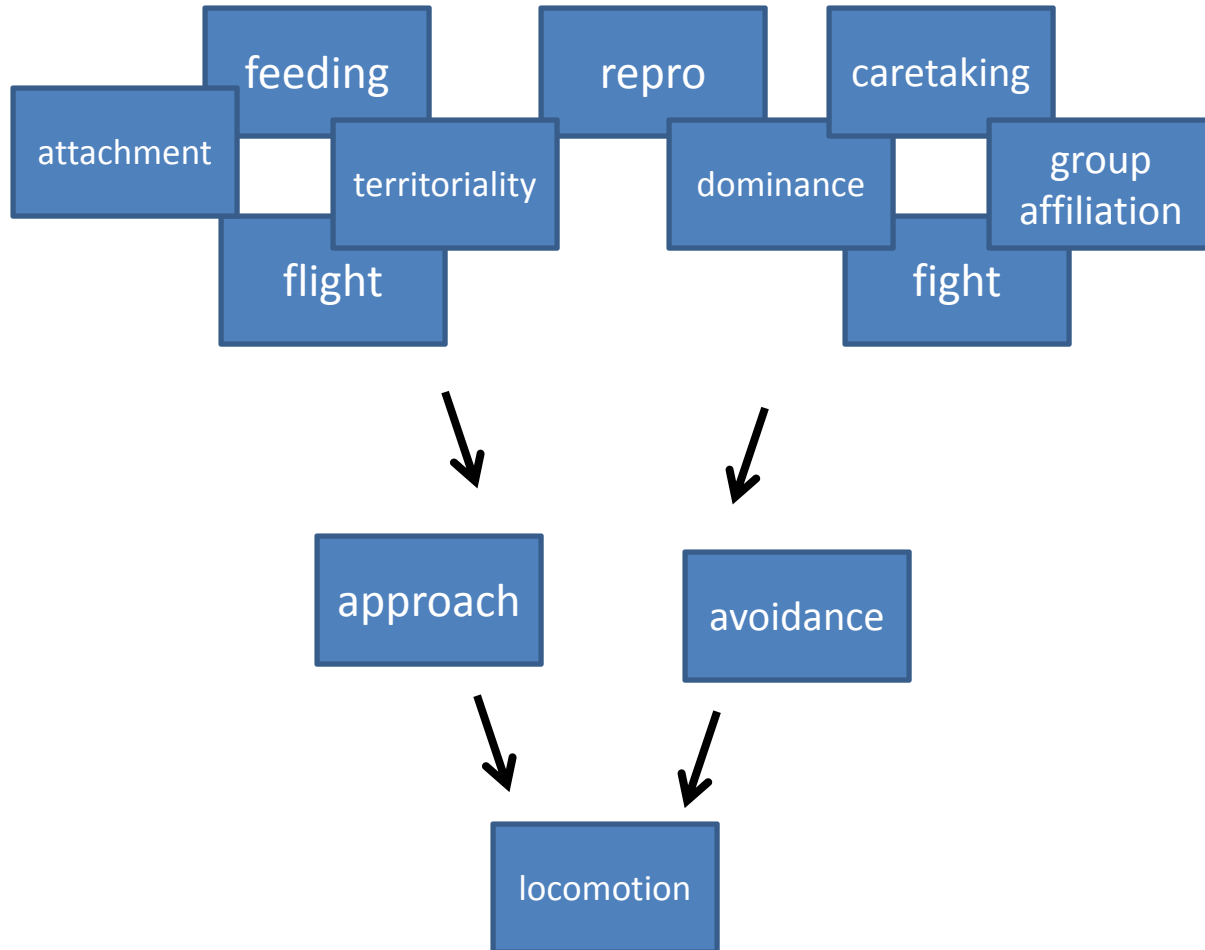 feeding
repro
caretaking
attachment
territoriality
dominance
group
affiliation
flight
fight
approach
avoidance
locomotion